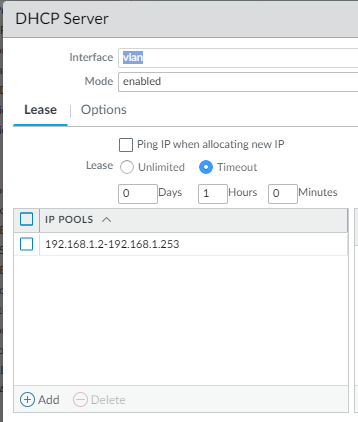 DHCP Server
Interface vlan
Mode enabled
Lease Options
Ping IP when allocating new IP
Lease Unlimited Timeout
0 Days 1 Hours 0 Minutes
IP POOLS
192.168.1.2-192.168.1.253
Add Delete